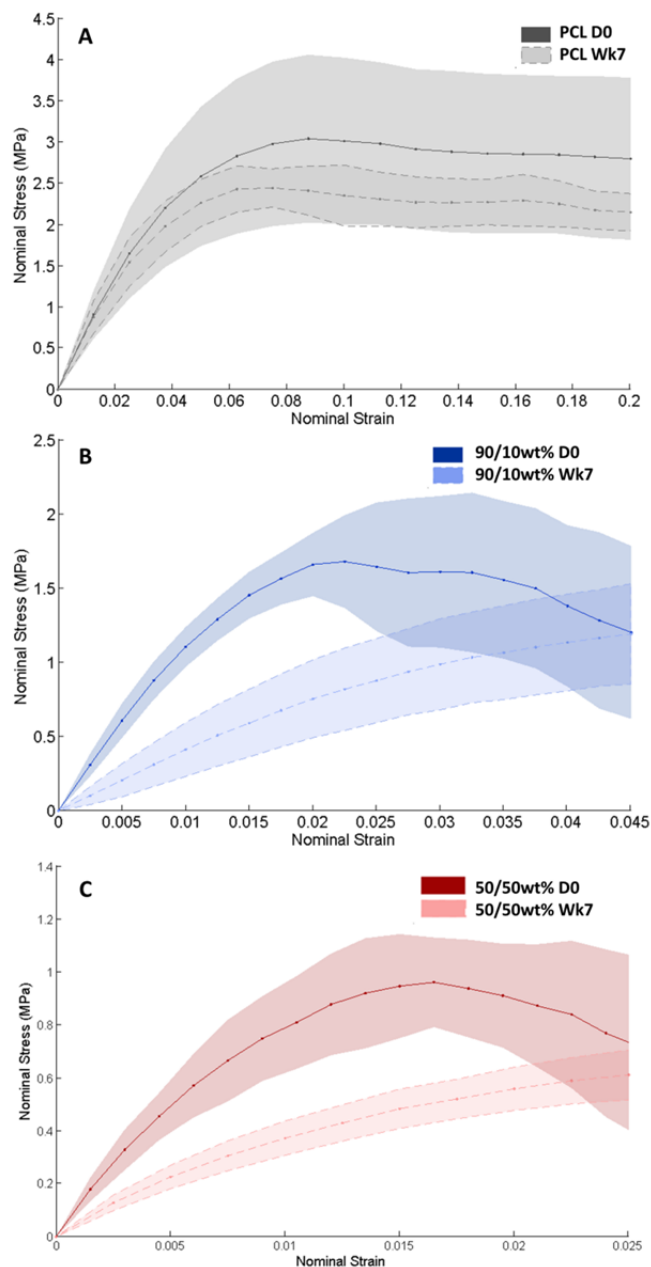 A
PCL D0
PCL Wk7
4.5
4
3.5
3
2.5
2
1.5
1
0.5
0
Nominal Stress (MPa)
0 0.02 0.04 0.06 0.08 0.1 0.12 0.14 0.16 0.18 0.2
Nominal Strain
B
90/10wt% D0
90/10wt% Wk7
2.5
2
1.5
1
0.5
0
Nominal Stress (MPa)
0.005 0.01 0.015 0.02 0.025 0.03 0.035 0.04 0.045
Nominal Strain
C
50/50wt% D0
50/50wt% Wk7
1.4
1.2
1
0.8
0.6
0.4
0.2
0
Nominal Stress (MPa)
0.005 0.01 0.015 0.02 0.025
Nominal Strain